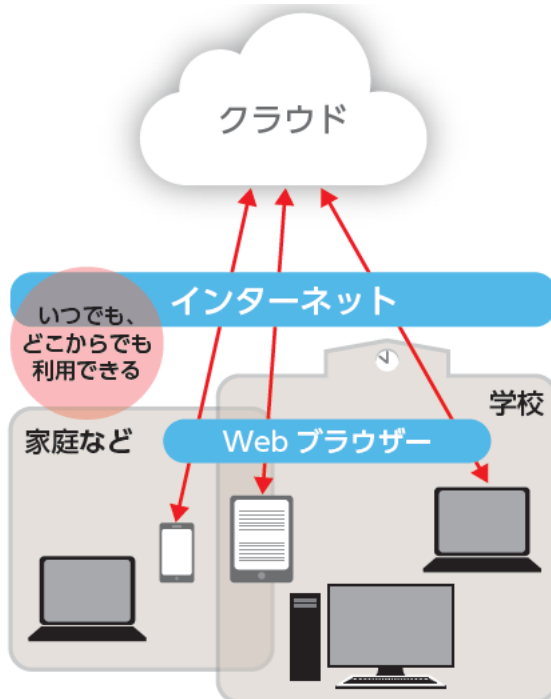 クラウド
インターネット
いつでも、
どこからでも
利用できる
学校
家庭など
Web ブラウザー